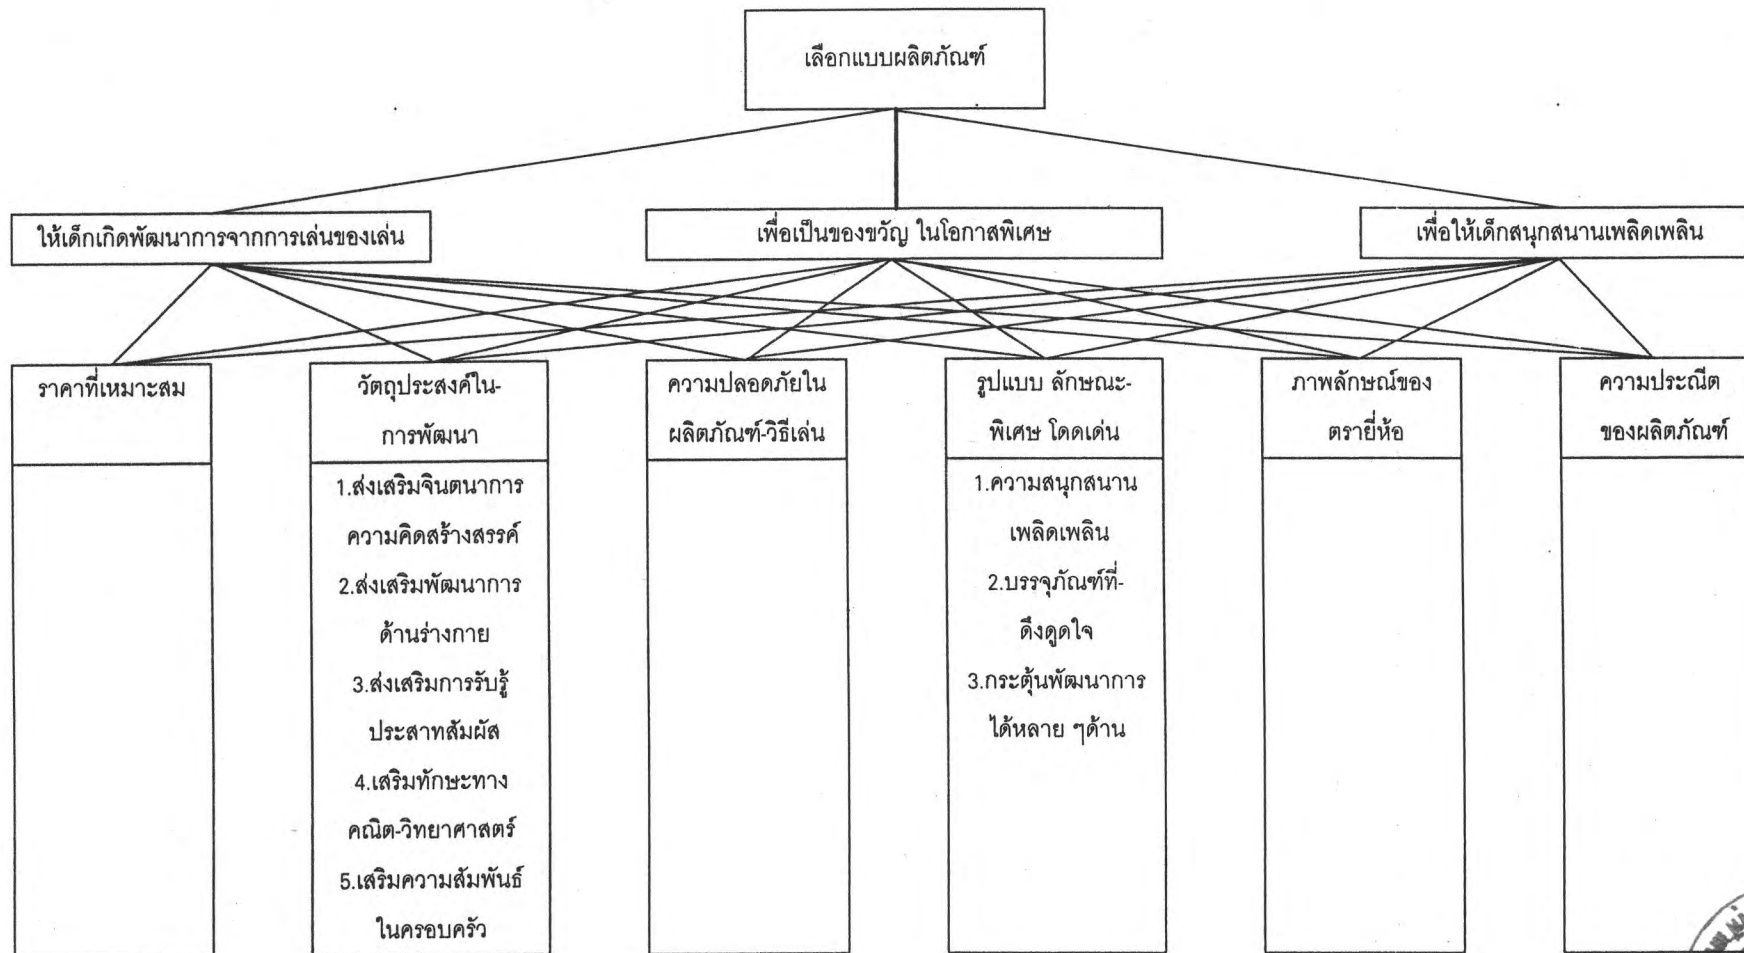 เลือกแบบผลิตภัณฑ์
ให้เด็กเกิดพัฒนาการจากการเล่นของเล่น
เพื่อเป็นของขวัญ ในโอกาสพิเศษ
เพื่อให้เด็กสนุกสนานเพลิดเพลิน
ราคาที่เหมาะสม
วัตถุประสงค์ใน-
การพัฒนา
1.ส่งเสริมจินตนาการ
ความคิดสร้างสรรค์
2.ส่งเสริมพัฒนาการ
ด้านร่างกาย
3.ส่งเสริมการรับรู้
ประสาทสัมผัส
4.เสริมทักษะทาง
คณิต-วิทยาศาสตร์
5.เสริมความสัมพันธ์
ในครอบครัว
ความปลอดภัยใน
ผลิตภัณฑ์-วิธีเล่น
รูปแบบ ลักษณะ-
พิเศษ โดดเด่น
1.ความสนุกสนาน
เพลิดเพลิน
2.บรรจุภัณฑ์ที่-
ดึงดูดใจ
3.กระตุ้นพัฒนาการ
ได้หลาย ๆด้าน
ภาพลักษณ์ของ
ตรายี่ห้อ
ความประณีต
ของผลิตภัณฑ์